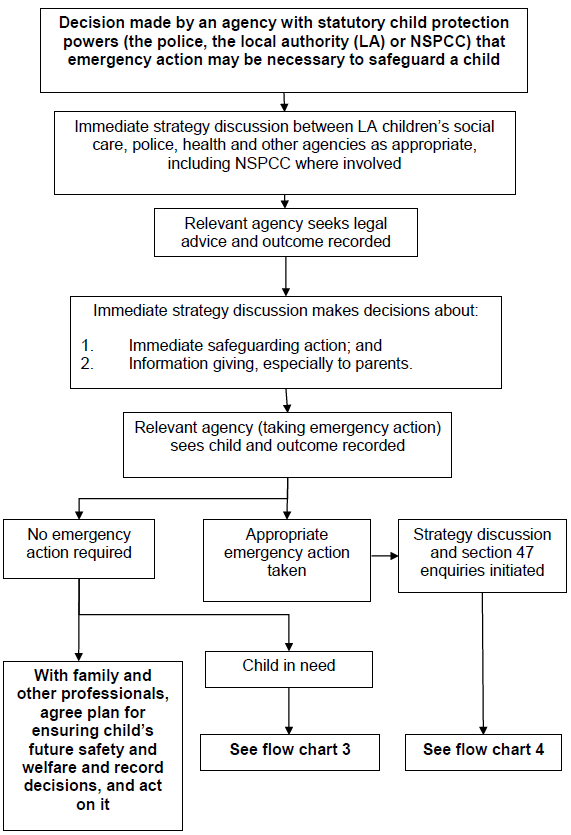 Decision made by an agency with statutory child protection
powers (the police, the local authority (LA) or NSPCC) that
emergency action may be necessary to safeguard a child
Immediate strategy discussion between LA children's social
care, police, health and other agencies as appropriate,
including NSPCC where involved
Relevant agency seeks legal
advice and outcome recorded
Immediate strategy discussion makes decisions about:
1. Immediate safeguarding action; and
2. Information giving, especially to parents.
Relevant agency (taking emergency action)
sees child and outcome recorded
No emergency
action required
Appropriate
emergency action
taken
Strategy discussion
and section 47
enquiries initiated
With family and
other professionals,
agree plan for
ensuring child's
future safety and
welfare and record
decisions, and act
on it
Child in need
See flow chart 3
See flow chart 4